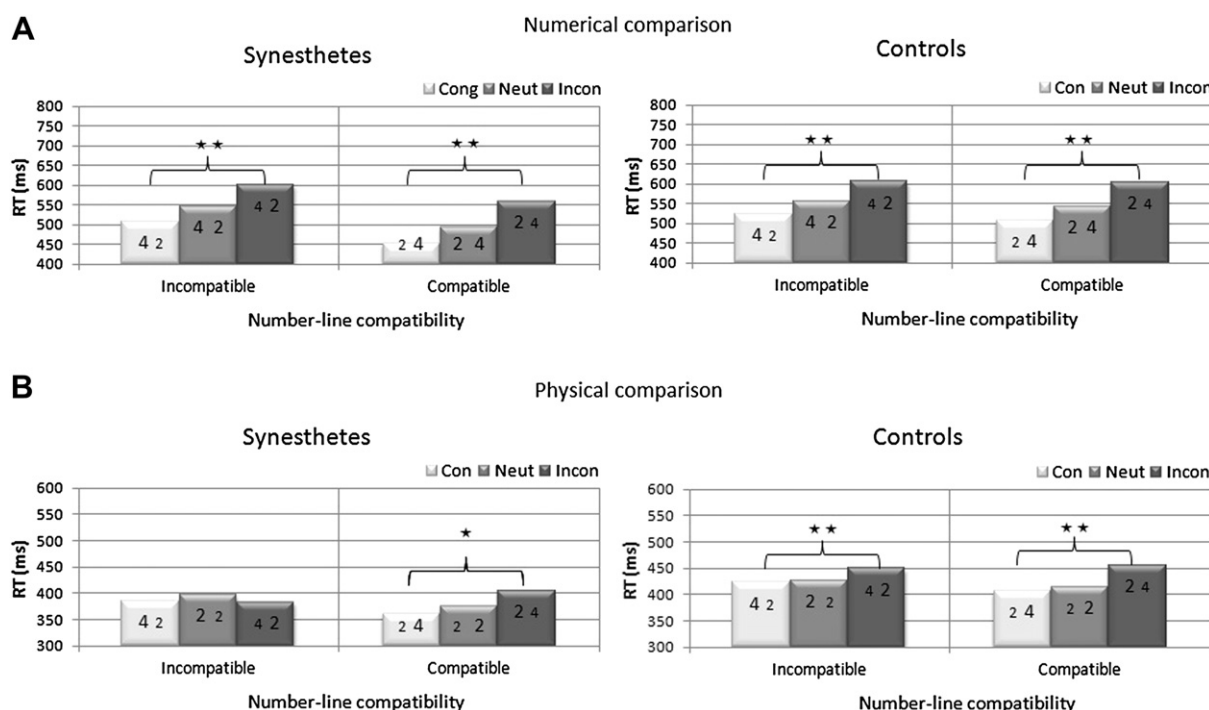 A
Numerical comparison
Synesthetes
Cong Neut Incon
800
750
700
650
600
550
500
450
400
RT (ms)
★★
★★
4 2
4 2
4 2
2 4
2 4
2 4
Incompatible
Compatible
Number-line compatibility
Controls
Con Neut Incon
800
750
700
650
600
550
500
450
400
RT (ms)
★★
★★
4 2
4 2
4 2
2 4
2 4
2 4
Incompatible
Compatible
Number-line compatibility
B
Physical comparison
Synesthetes
Con Neut Incon
600
550
500
450
400
350
300
RT (ms)
★
4 2
2 2
4 2
2 4
2 2
2 4
Incompatible
Compatible
Number-line compatibility
Controls
Con Neut Incon
600
550
500
450
400
350
300
RT (ms)
★★
★★
4 2
2 2
4 2
2 4
2 2
2 4
Incompatible
Compatible
Number-line compatibility